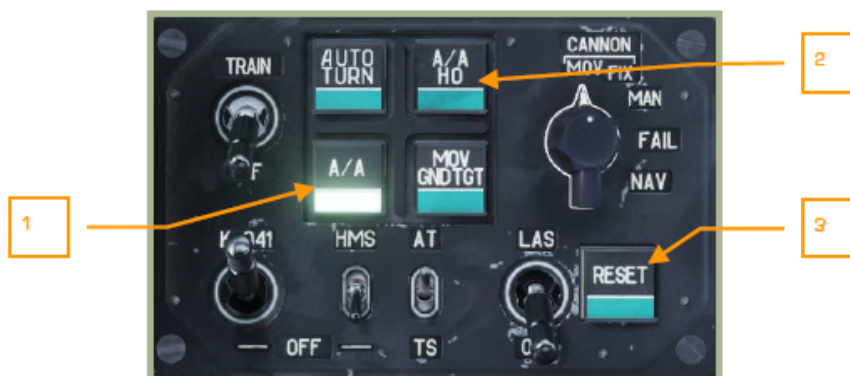 2
CANNON
MOV FIX
TRAIN
AUTO
TURN
A/A
HO
MAN
FAIL
NAV
A/A
MOV
GNDTGT
1
3
HMS
AT
LAS
RESET
OFF
TS